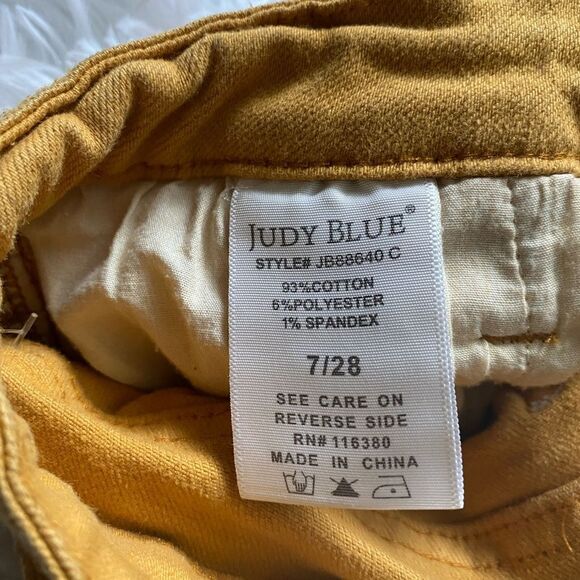 JUDY BLUE®
STYLE# JB88640 C
93%COTTON
6%POLYESTER
1% SPANDEX
7/28
SEE CARE ON
REVERSE SIDE
RN# 116380
MADE IN CHINA